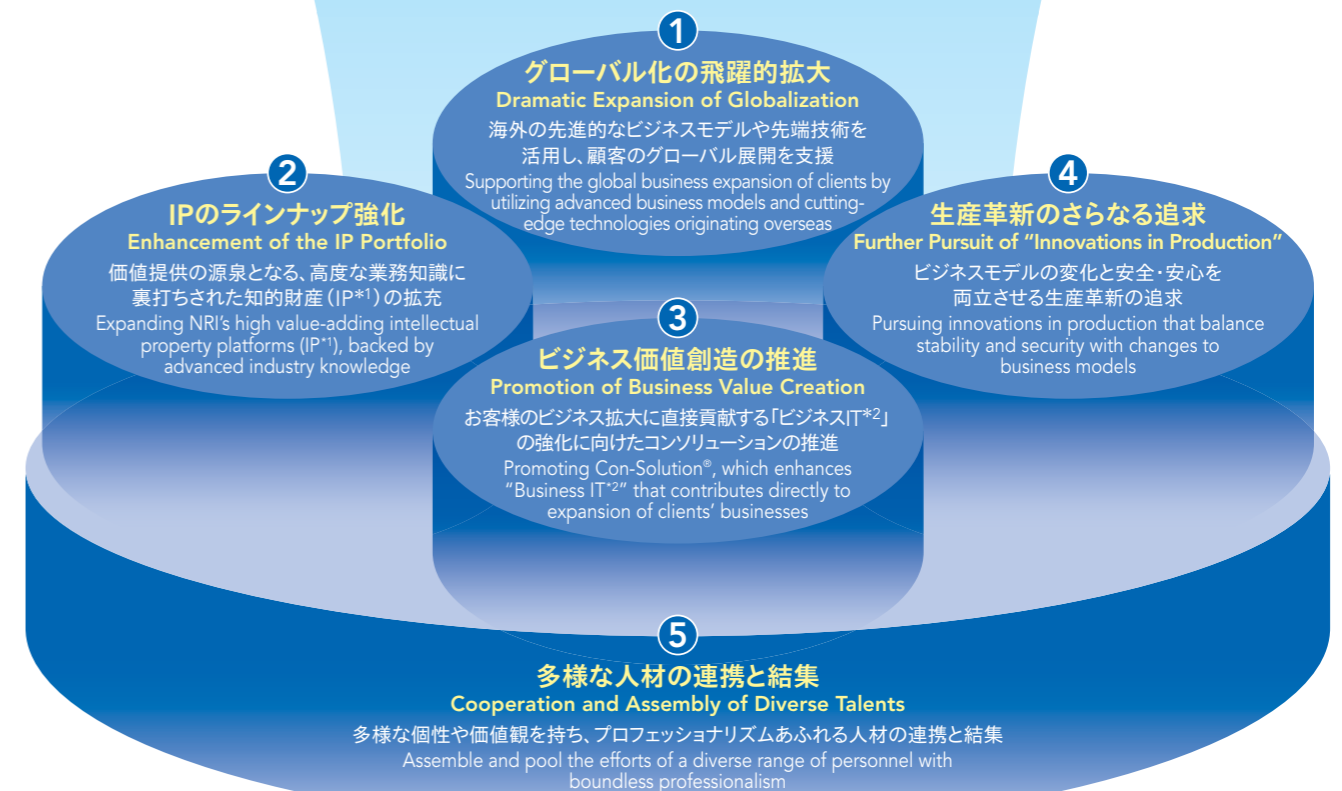 1
グローバル化の飛躍的拡大
Dramatic Expansion of Globalization
海外の先進的なビジネスモデルや先端技術を
活用し、顧客のグローバル展開を支援
Supporting the global business expansion of clients by
utilizing advanced business models and cutting-
edge technologies originating overseas
2
IPのラインナップ強化
Enhancement of the IP Portfolio
価値提供の源泉となる、高度な業務知識に
裏打ちされた知的財産（IP*1）の拡充
Expanding NRI's high value-adding intellectual
property platforms (IP*1), backed by
advanced industry knowledge
3
ビジネス価値創造の推進
Promotion of Business Value Creation
お客様のビジネス拡大に直接貢献する「ビジネスIT*2」
の強化に向けたコンソリューションの推進
Promoting Con-Solution®, which enhances
“Business IT*2” that contributes directly to
expansion of clients' businesses
4
生産革新のさらなる追求
Further Pursuit of “Innovations in Production”
ビジネスモデルの変化と安全・安心を
両立させる生産革新の追求
Pursuing innovations in production that balance
stability and security with changes to
business models
5
多様な人材の連携と結集
Cooperation and Assembly of Diverse Talents
多様な個性や価値観を持ち、プロフェッショナリズムあふれる人材の連携と結集
Assemble and pool the efforts of a diverse range of personnel with
boundless professionalism